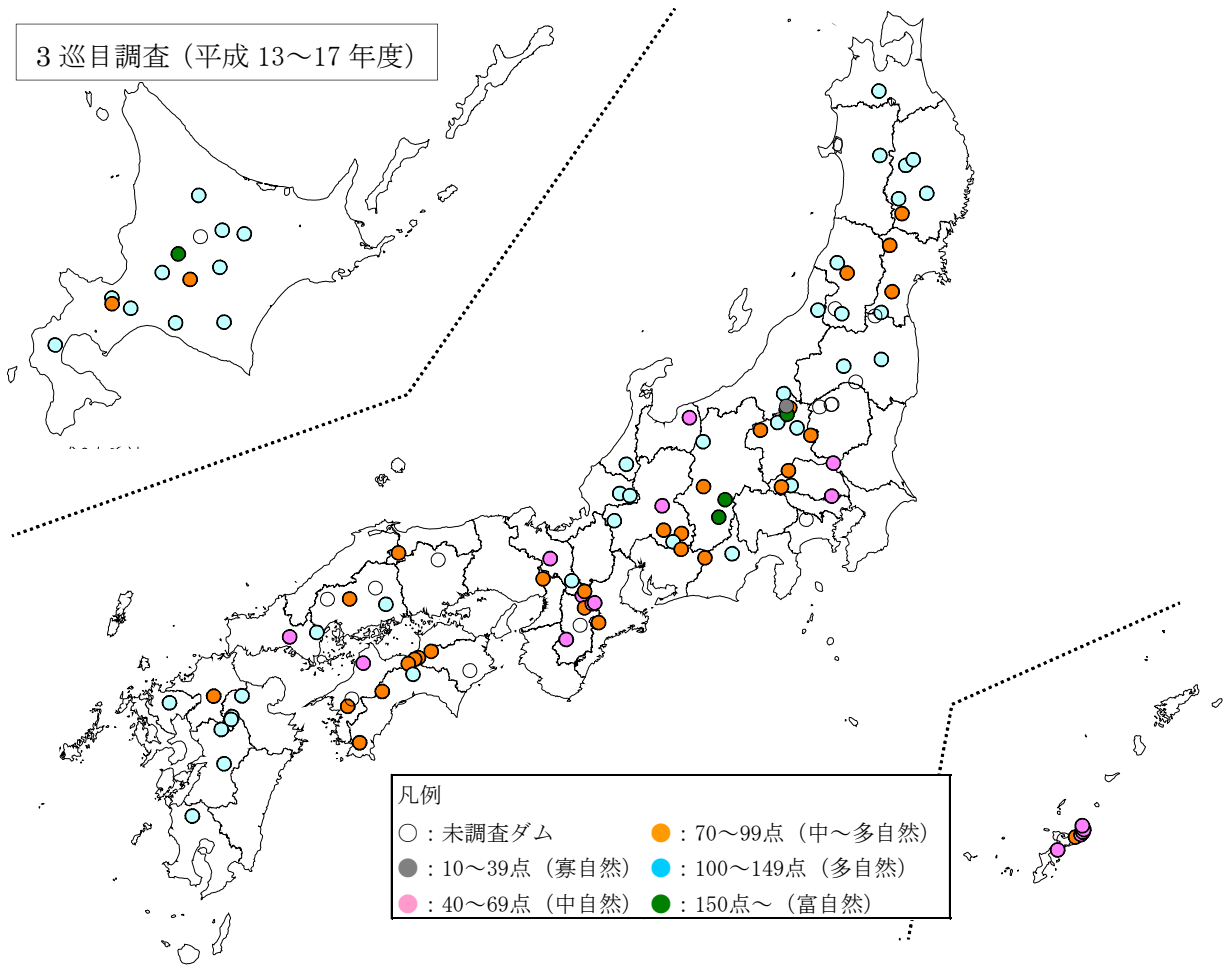 3巡目調査（平成 13～17 年度）
凡例
○：未調査ダム
●：70～99点（中～多自然）
●：10～39点（寡自然）
●：100～149点（多自然）
●：40～69点（中自然）
●：150点～（富自然）